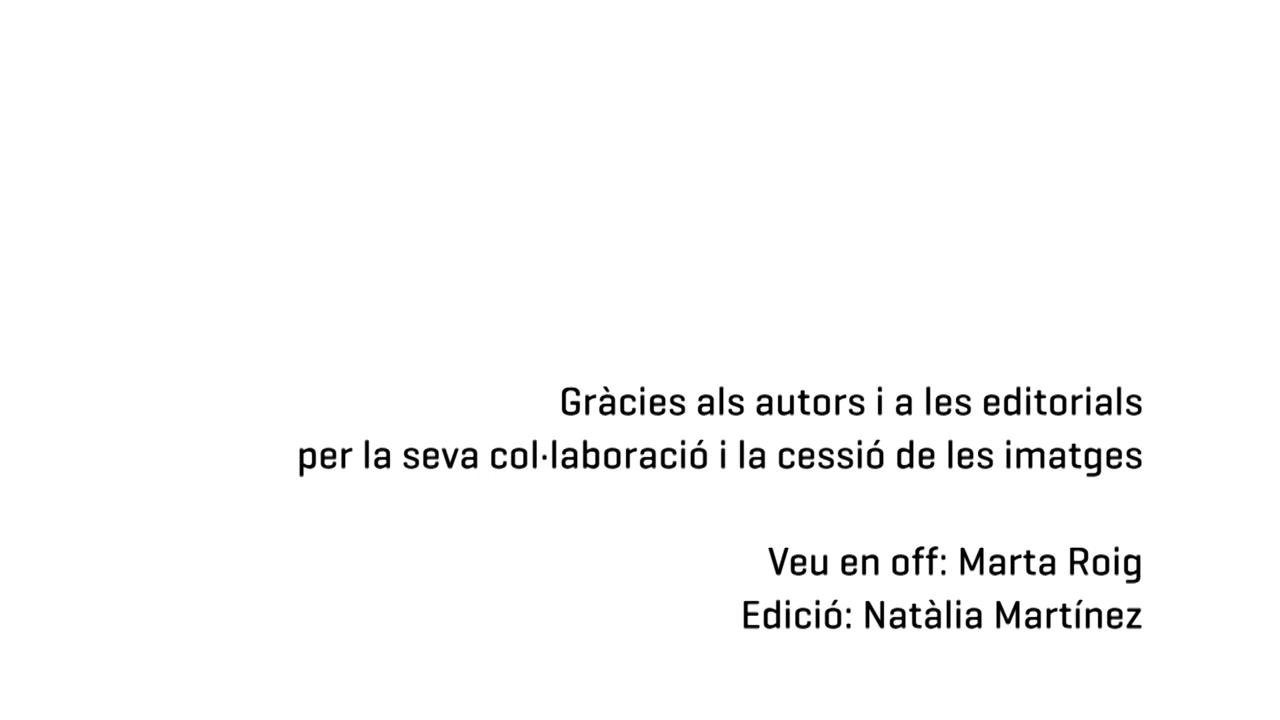 Gràcies als autors i a les editorials
per la seva col·laboració i la cessió de les imatges
Veu en off: Marta Roig
Edició: Natàlia Martínez